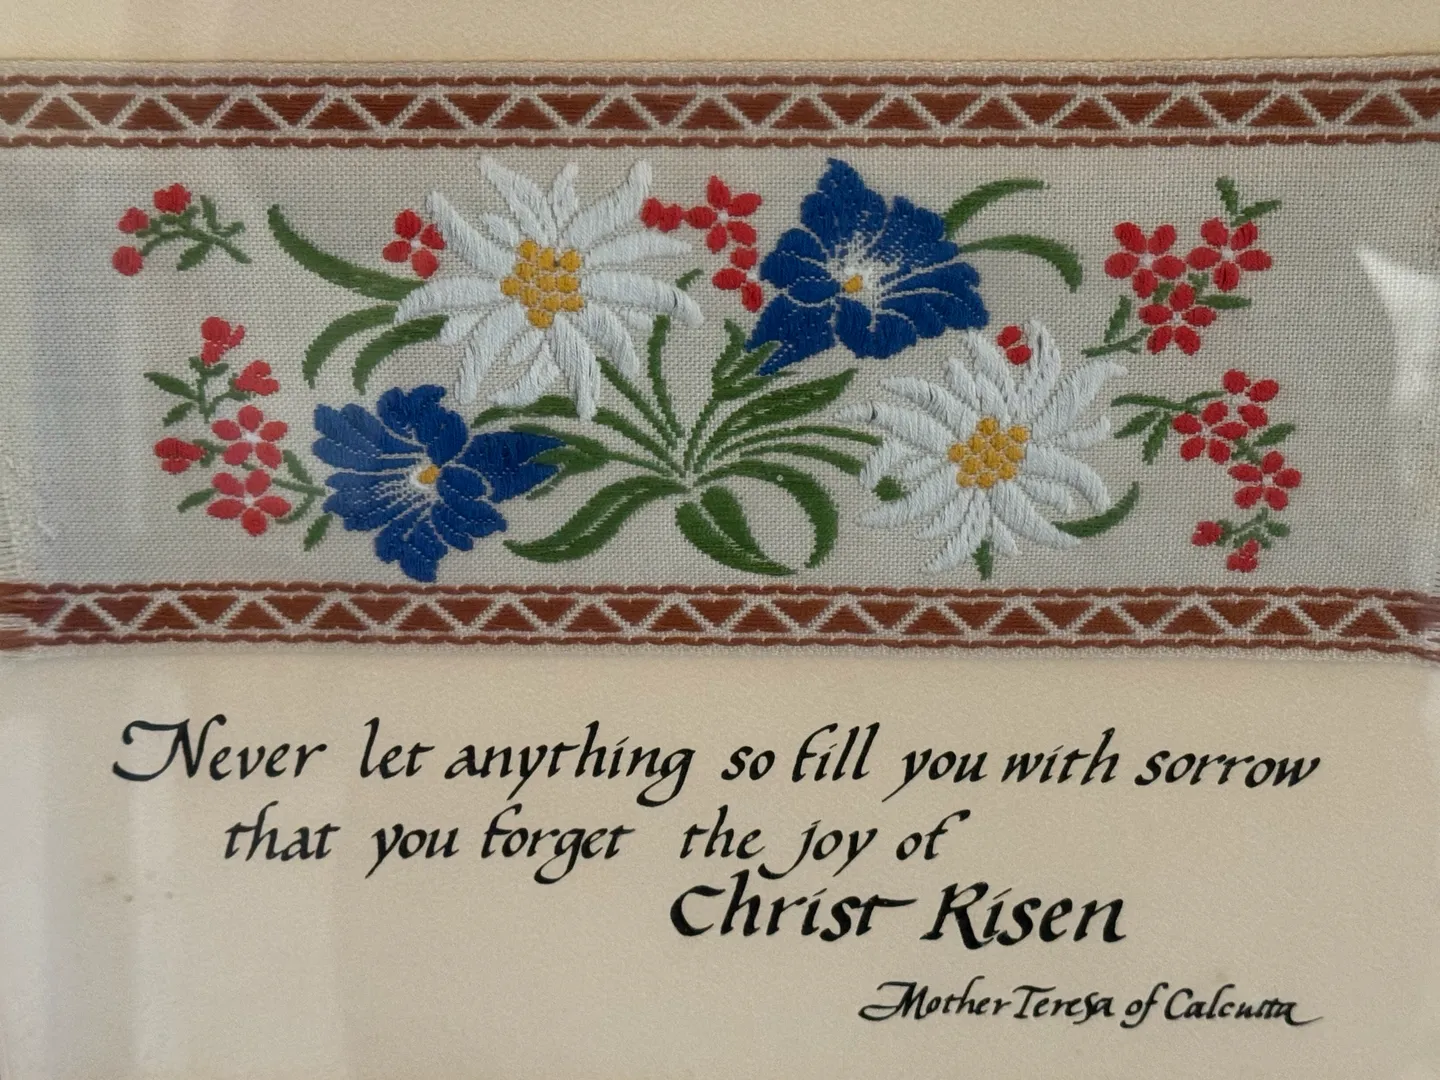 Never let anything so fill you with sorrow
that you forget the joy of
Christ Risen
Mother Teresa of Calcutta